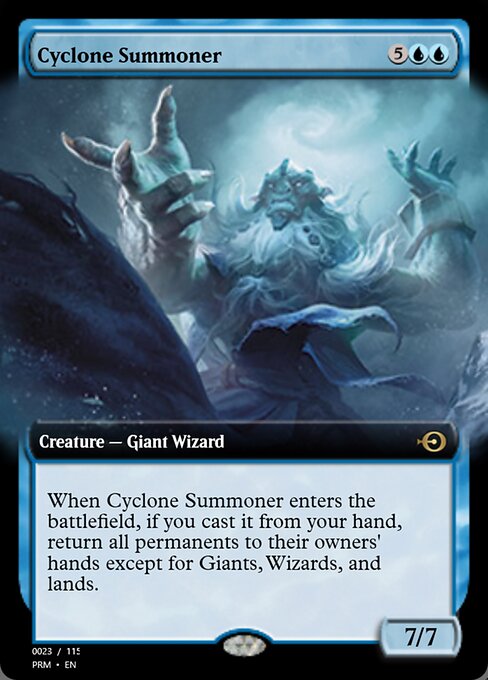 Cyclone Summoner 5
Creature — Giant Wizard
When Cyclone Summoner enters the
battlefield, if you cast it from your hand,
return all permanents to their owners'
hands except for Giants, Wizards, and
lands.
7/7
0023 / 115
PRM • EN